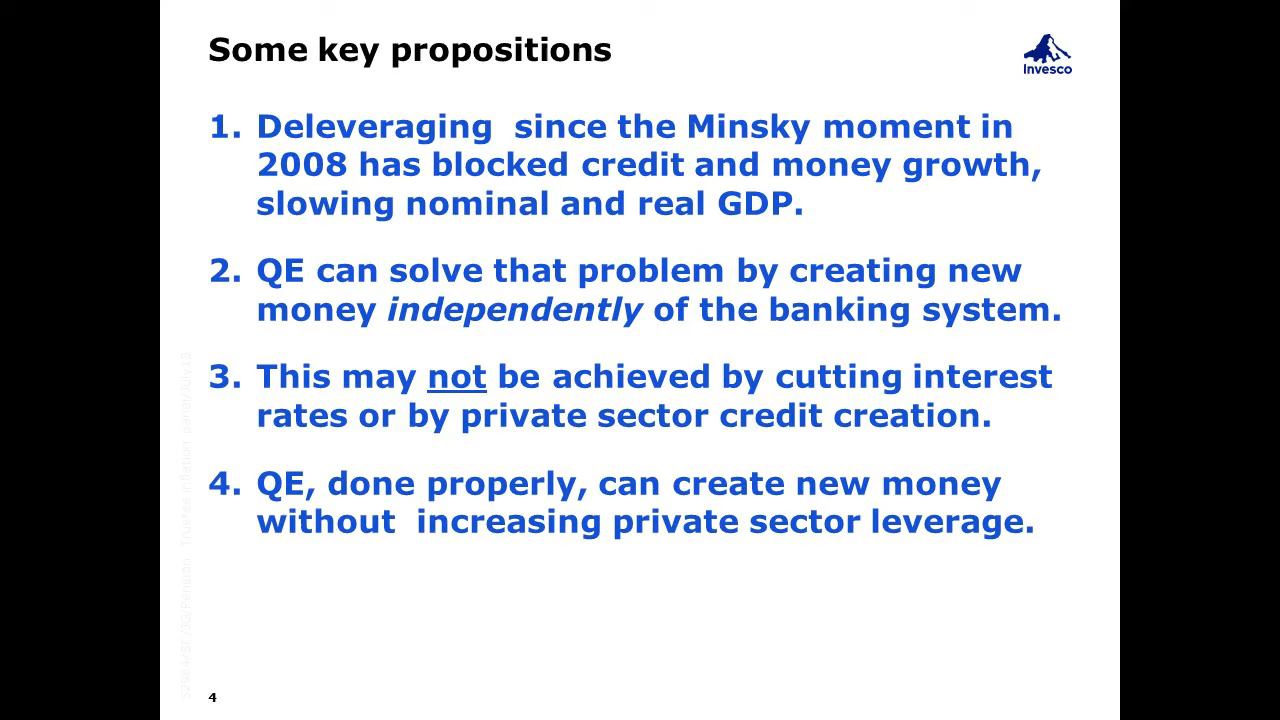 Some key propositions
Invesco
1. Deleveraging since the Minsky moment in
2008 has blocked credit and money growth,
slowing nominal and real GDP.
2. QE can solve that problem by creating new
money independently of the banking system.
3. This may not be achieved by cutting interest
rates or by private sector credit creation.
4. QE, done properly, can create new money
without increasing private sector leverage.
4